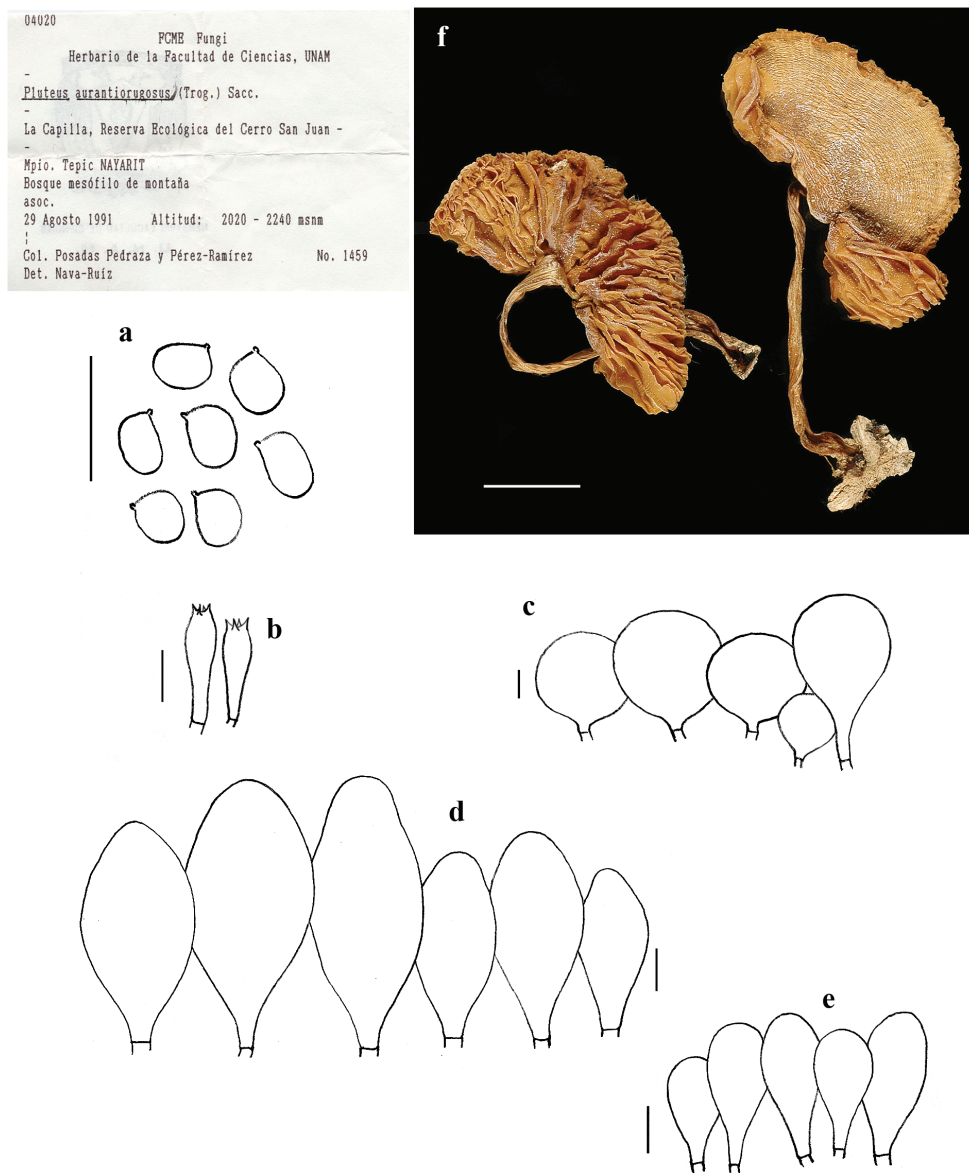 04020
FCME Fungi
Herbario de la Facultad de Ciencias, UNAM
-
Pluteus aurantiorugosus (Trog.) Sacc.
-
La Capilla, Reserva Ecológica del Cerro San Juan -
-
Mpio. Tepic NAYARIT
Bosque mesófilo de montaña
asoc.
29 Agosto 1991 Altitud: 2020 - 2240 msnm
¦
Col. Posadas Pedraza y Pérez-Ramírez No. 1459
Det. Nava-Ruíz
f
a
b
c
d
e